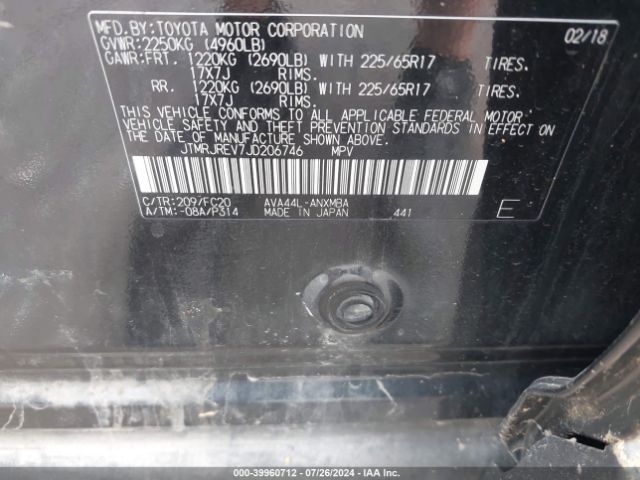 MFD.BY:TOYOTA MOTOR CORPORATION 02/18
GVWR:2250KG (4960LB)
GAWR:FRT. 1220KG (2690LB) WITH 225/65R17 TIRES.
17X7J RIMS.
RR. 1220KG (2690LB) WITH 225/65R17 TIRES.
17X7J RIMS.
THIS VEHICLE CONFORMS TO ALL APPLICABLE FEDERAL MOTOR
VEHICLE SAFETY AND THEFT PREVENTION STANDARDS IN EFFECT ON
THE DATE OF MANUFACTURE SHOWN ABOVE.
JTMRJREV7JD206746 MPV
C/TR:209/FC20 AVA44L-ANXMBA
A/TM:-08A/P314 MADE IN JAPAN 441 E
000-39960712 - 07/26/2024 - IAA Inc.